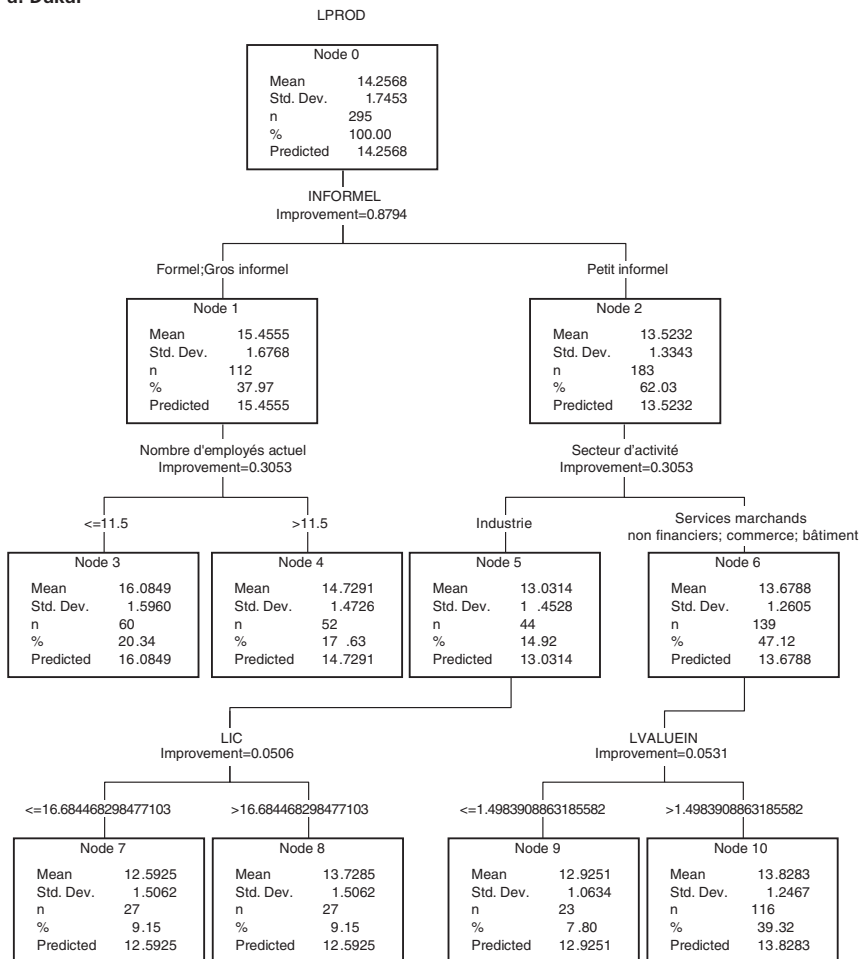 LPROD
Node 0
Mean 14.2568
Std. Dev. 1.7453
n 295
% 100.00
Predicted 14.2568
INFORMEL
Improvement=0.8794
Formel;Gros informel
Node 1
Mean 15.4555
Std. Dev. 1.6768
n 112
% 37.97
Predicted 15.4555
Petit informel
Node 2
Mean 13.5232
Std. Dev. 1.3343
n 183
% 62.03
Predicted 13.5232
Nombre d'employés actuel
Improvement=0.3053
Secteur d'activité
Improvement=0.3053
<=11.5
Node 3
Mean 16.0849
Std. Dev. 1.5960
n 60
% 20.34
Predicted 16.0849
>11.5
Node 4
Mean 14.7291
Std. Dev. 1.4726
n 52
% 17 .63
Predicted 14.7291
Industrie
Node 5
Mean 13.0314
Std. Dev. 1 .4528
n 44
% 14.92
Predicted 13.0314
Services marchands
non financiers; commerce; bâtiment
Node 6
Mean 13.6788
Std. Dev. 1.2605
n 139
% 47.12
Predicted 13.6788
LIC
Improvement=0.0506
LVALUEIN
Improvement=0.0531
<=16.684468298477103
Node 7
Mean 12.5925
Std. Dev. 1.5062
n 27
% 9.15
Predicted 12.5925
>16.684468298477103
Node 8
Mean 13.7285
Std. Dev. 1.5062
n 27
% 9.15
Predicted 12.5925
<=1.4983908863185582
Node 9
Mean 12.9251
Std. Dev. 1.0634
n 23
% 7 .80
Predicted 12.9251
>1.4983908863185582
Node 10
Mean 13.8283
Std. Dev. 1.2467
n 116
% 39.32
Predicted 13.8283